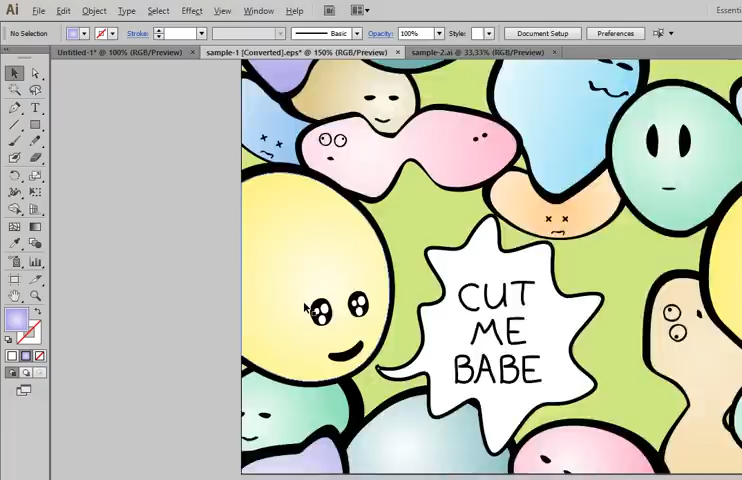 Ai File Edit Object Type Select Effect View Window Help Br Essenti
No Selection Stroke: Basic Opacity: 100% Style: Document Setup Preferences
Untitled-1* @ 100% (RGB/Preview) × sample-1 [Converted].eps* @ 150% (RGB/Preview) × sample-2.ai @ 33,33% (RGB/Preview) ×
CUT
ME
BABE